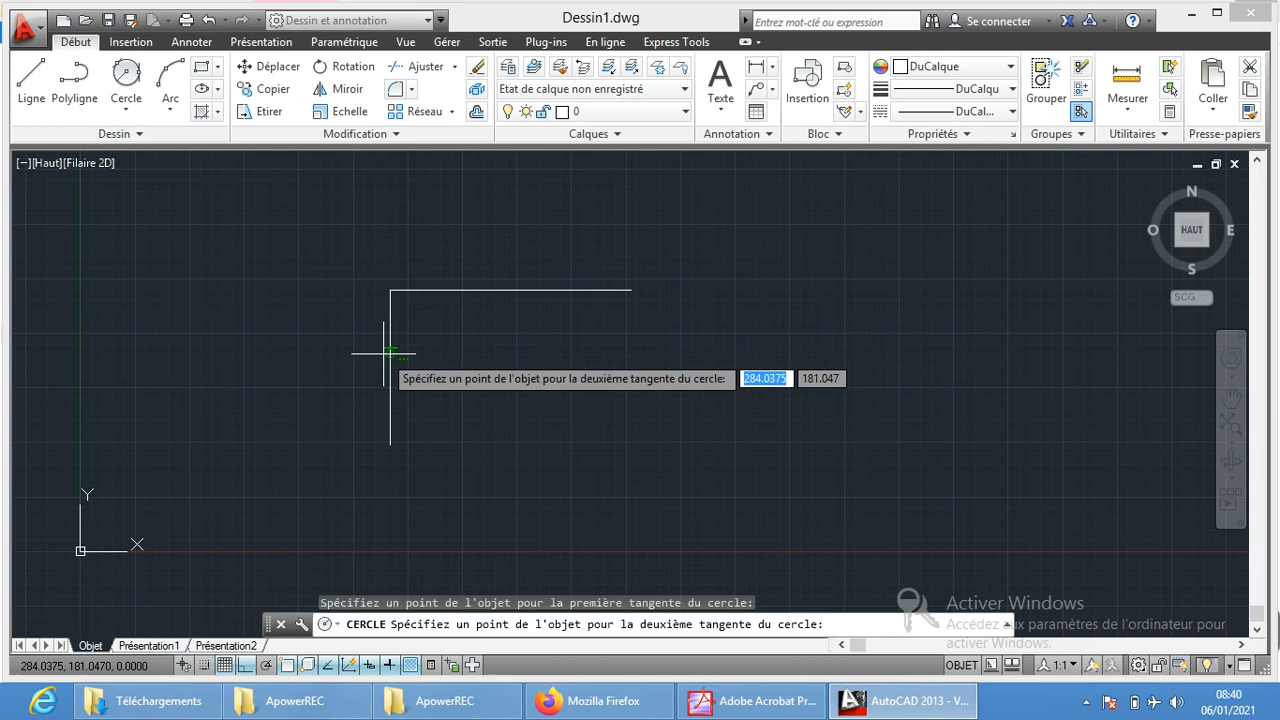 Dessin et annotation
Dessin1.dwg
Entrez mot-clé ou expression
Se connecter
Début Insertion Annoter Présentation Paramétrique Vue Gérer Sortie Plug-ins En ligne Express Tools
Ligne
Polyligne
Cercle
Arc
Déplacer
Rotation
Ajuster
Copier
Miroir
Etirer
Echelle
Réseau
Etat de calque non enregistré
0
Texte
Insertion
DuCalque
DuCalqu
DuCal...
Grouper
Mesurer
Coller
Dessin
Modification
Calques
Annotation
Bloc
Propriétés
Groupes
Utilitaires
Presse-papiers
[−][Haut][Filaire 2D]
N
O
HAUT
E
S
SCG
Spécifiez un point de l'objet pour la deuxième tangente du cercle: 284.0375 181.047
Y
X
Spécifiez un point de l'objet pour la première tangente du cercle:
CERCLE Spécifiez un point de l'objet pour la deuxième tangente du cercle:
Activer Windows
Accédez aux paramètres de l'ordinateur pour
activer Windows.
Objet Présentation1 Présentation2
284.0375, 181.0470, 0.0000
OBJET
1:1
Téléchargements
ApowerREC
ApowerREC
Mozilla Firefox
Adobe Acrobat Pr...
AutoCAD 2013 - V...
08:40
06/01/2021